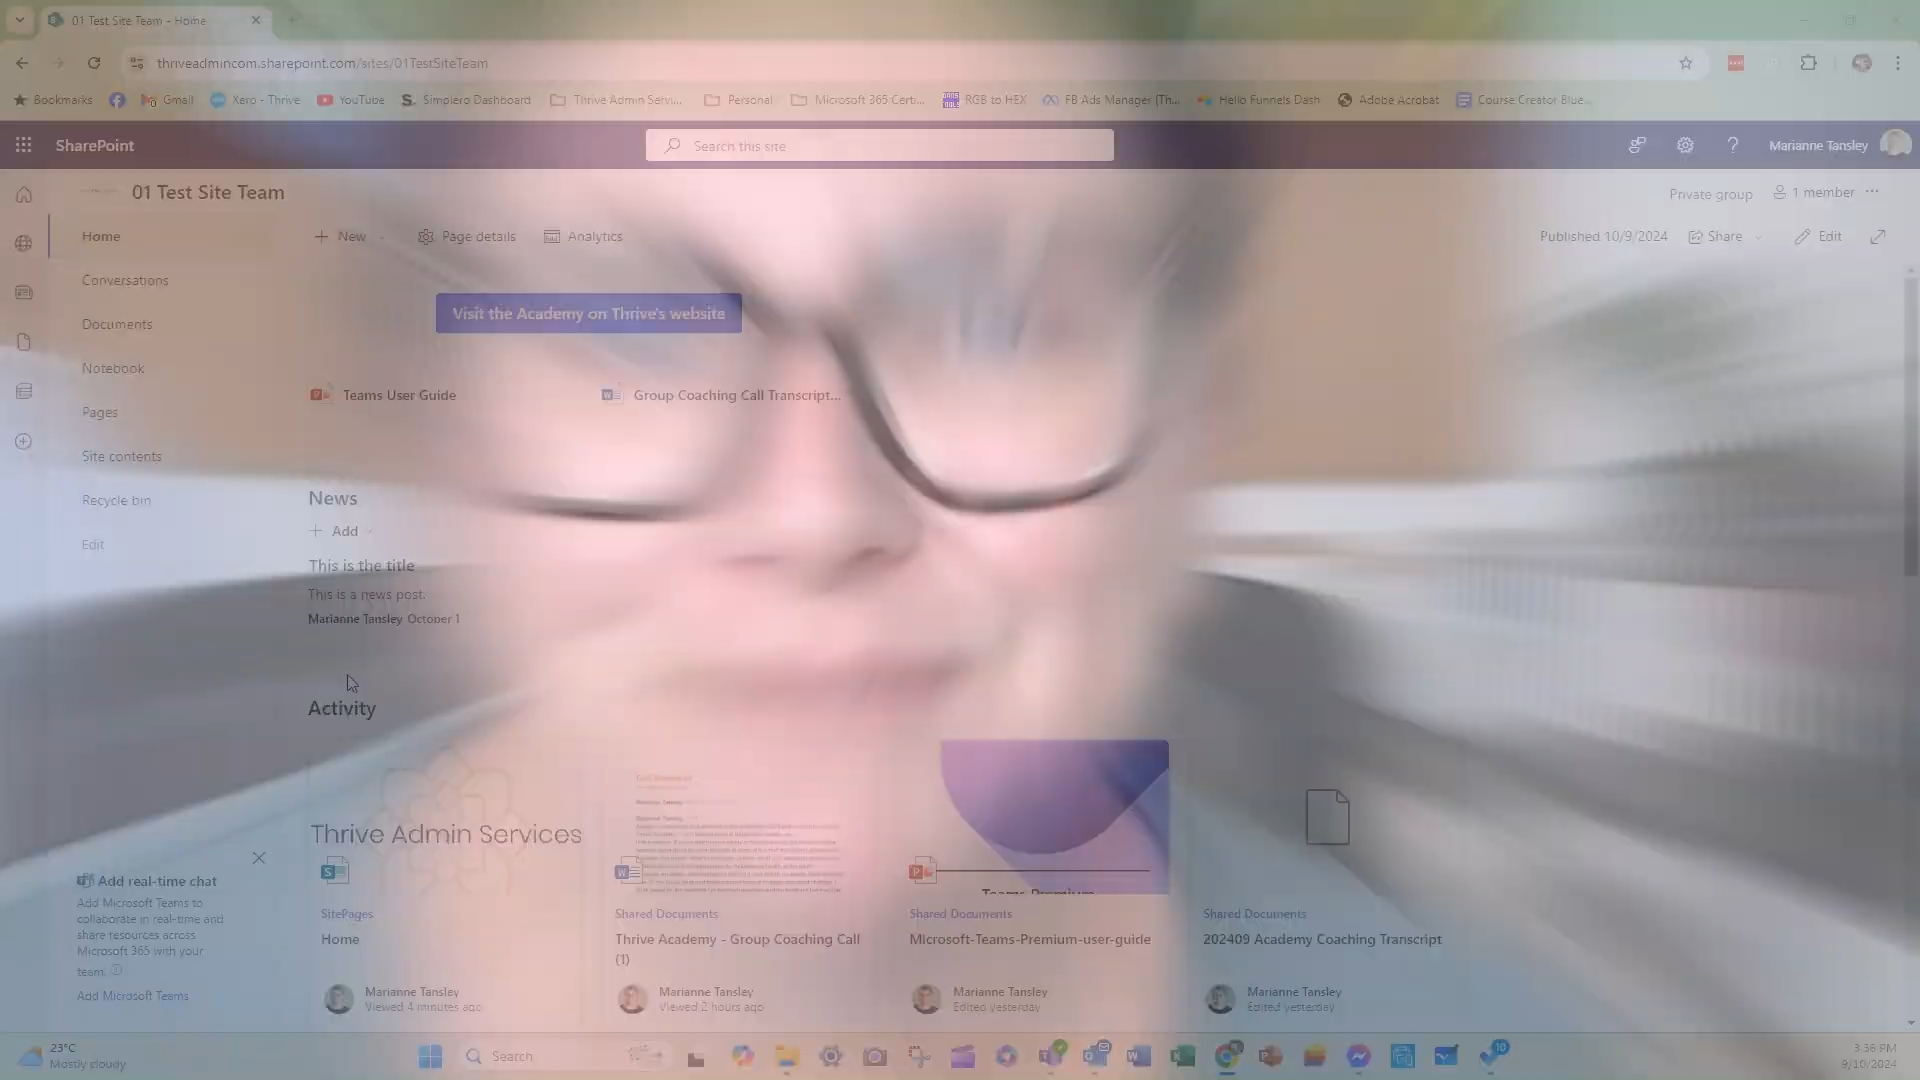 01 Test Site Team - Home
thriveadmincom.sharepoint.com/sites/01TestSiteTeam
Bookmarks
Gmail
Xero - Thrive
YouTube
Simplero Dashboard
Thrive Admin Servi...
Personal
Microsoft 365 Cert...
RGB to HEX
FB Ads Manager (Th...
Hello Funnels Dash
Adobe Acrobat
Course Creator Blue...
SharePoint
Search this site
Marianne Tansley
01 Test Site Team
Private group
1 member
Home
Conversations
Documents
Notebook
Pages
Site contents
Recycle bin
Edit
New
Page details
Analytics
Published 10/9/2024
Share
Edit
Visit the Academy on Thrive's website
Teams User Guide
Group Coaching Call Transcript...
News
Add
This is the title
This is a news post.
Marianne Tansley October 1
Activity
Thrive Admin Services
SitePages
Home
Marianne Tansley
Viewed 4 minutes ago
Shared Documents
Thrive Academy - Group Coaching Call
(1)
Marianne Tansley
Viewed 2 hours ago
Teams Premium
Shared Documents
Microsoft-Teams-Premium-user-guide
Marianne Tansley
Edited yesterday
Shared Documents
202409 Academy Coaching Transcript
Marianne Tansley
Edited yesterday
Add real-time chat
Add Microsoft Teams to
collaborate in real-time and
share resources across
Microsoft 365 with your
team.
Add Microsoft Teams
23°C
Mostly cloudy
Search
10
3:36 PM
9/10/2024